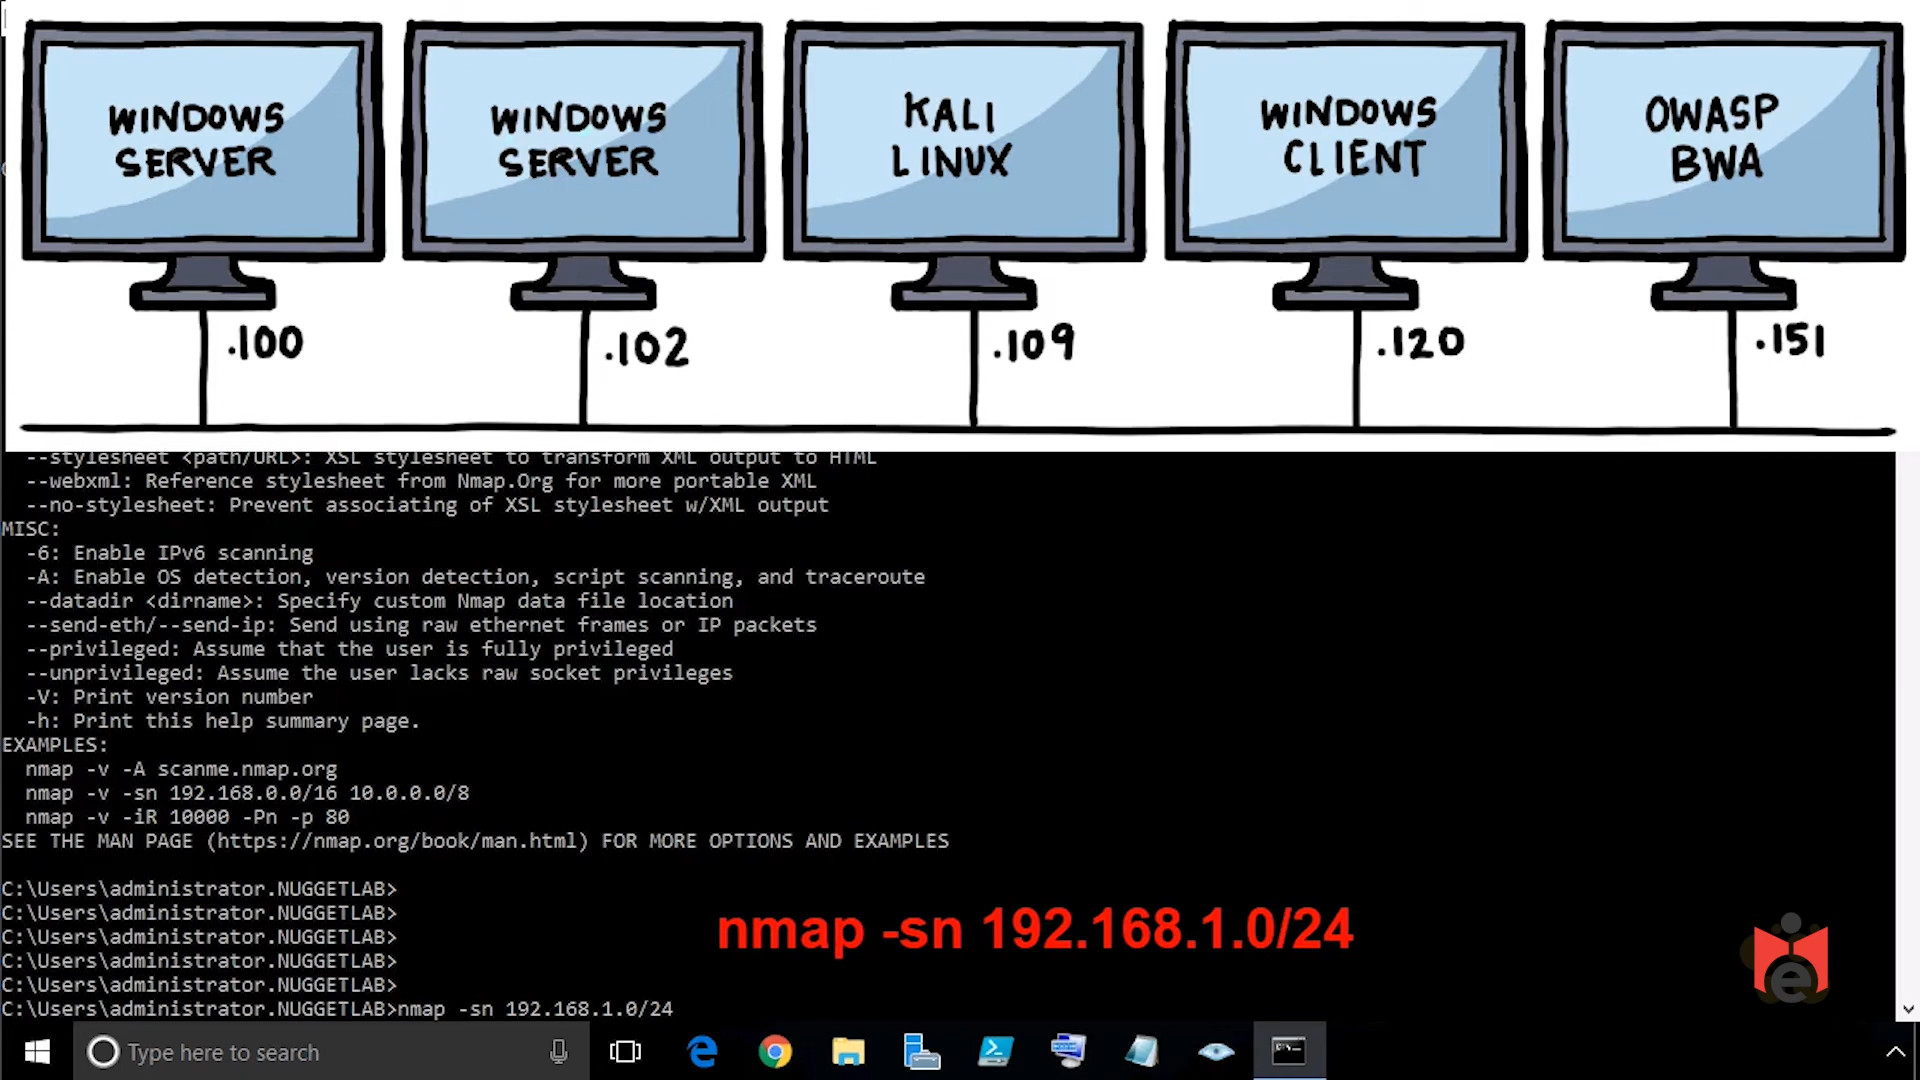 WINDOWS
SERVER
WINDOWS
SERVER
KALI
LINUX
WINDOWS
CLIENT
OWASP
BWA
.100
.102
.109
.120
.151
--stylesheet <path/URL>: XSL stylesheet to transform XML output to HTML
--webxml: Reference stylesheet from Nmap.Org for more portable XML
--no-stylesheet: Prevent associating of XSL stylesheet w/XML output
MISC:
-6: Enable IPv6 scanning
-A: Enable OS detection, version detection, script scanning, and traceroute
--datadir <dirname>: Specify custom Nmap data file location
--send-eth/--send-ip: Send using raw ethernet frames or IP packets
--privileged: Assume that the user is fully privileged
--unprivileged: Assume the user lacks raw socket privileges
-V: Print version number
-h: Print this help summary page.
EXAMPLES:
nmap -v -A scanme.nmap.org
nmap -v -sn 192.168.0.0/16 10.0.0.0/8
nmap -v -iR 10000 -Pn -p 80
SEE THE MAN PAGE (https://nmap.org/book/man.html) FOR MORE OPTIONS AND EXAMPLES
C:\Users\administrator.NUGGETLAB>
C:\Users\administrator.NUGGETLAB>
C:\Users\administrator.NUGGETLAB>
C:\Users\administrator.NUGGETLAB>
C:\Users\administrator.NUGGETLAB>
C:\Users\administrator.NUGGETLAB>nmap -sn 192.168.1.0/24
nmap -sn 192.168.1.0/24
e
Type here to search